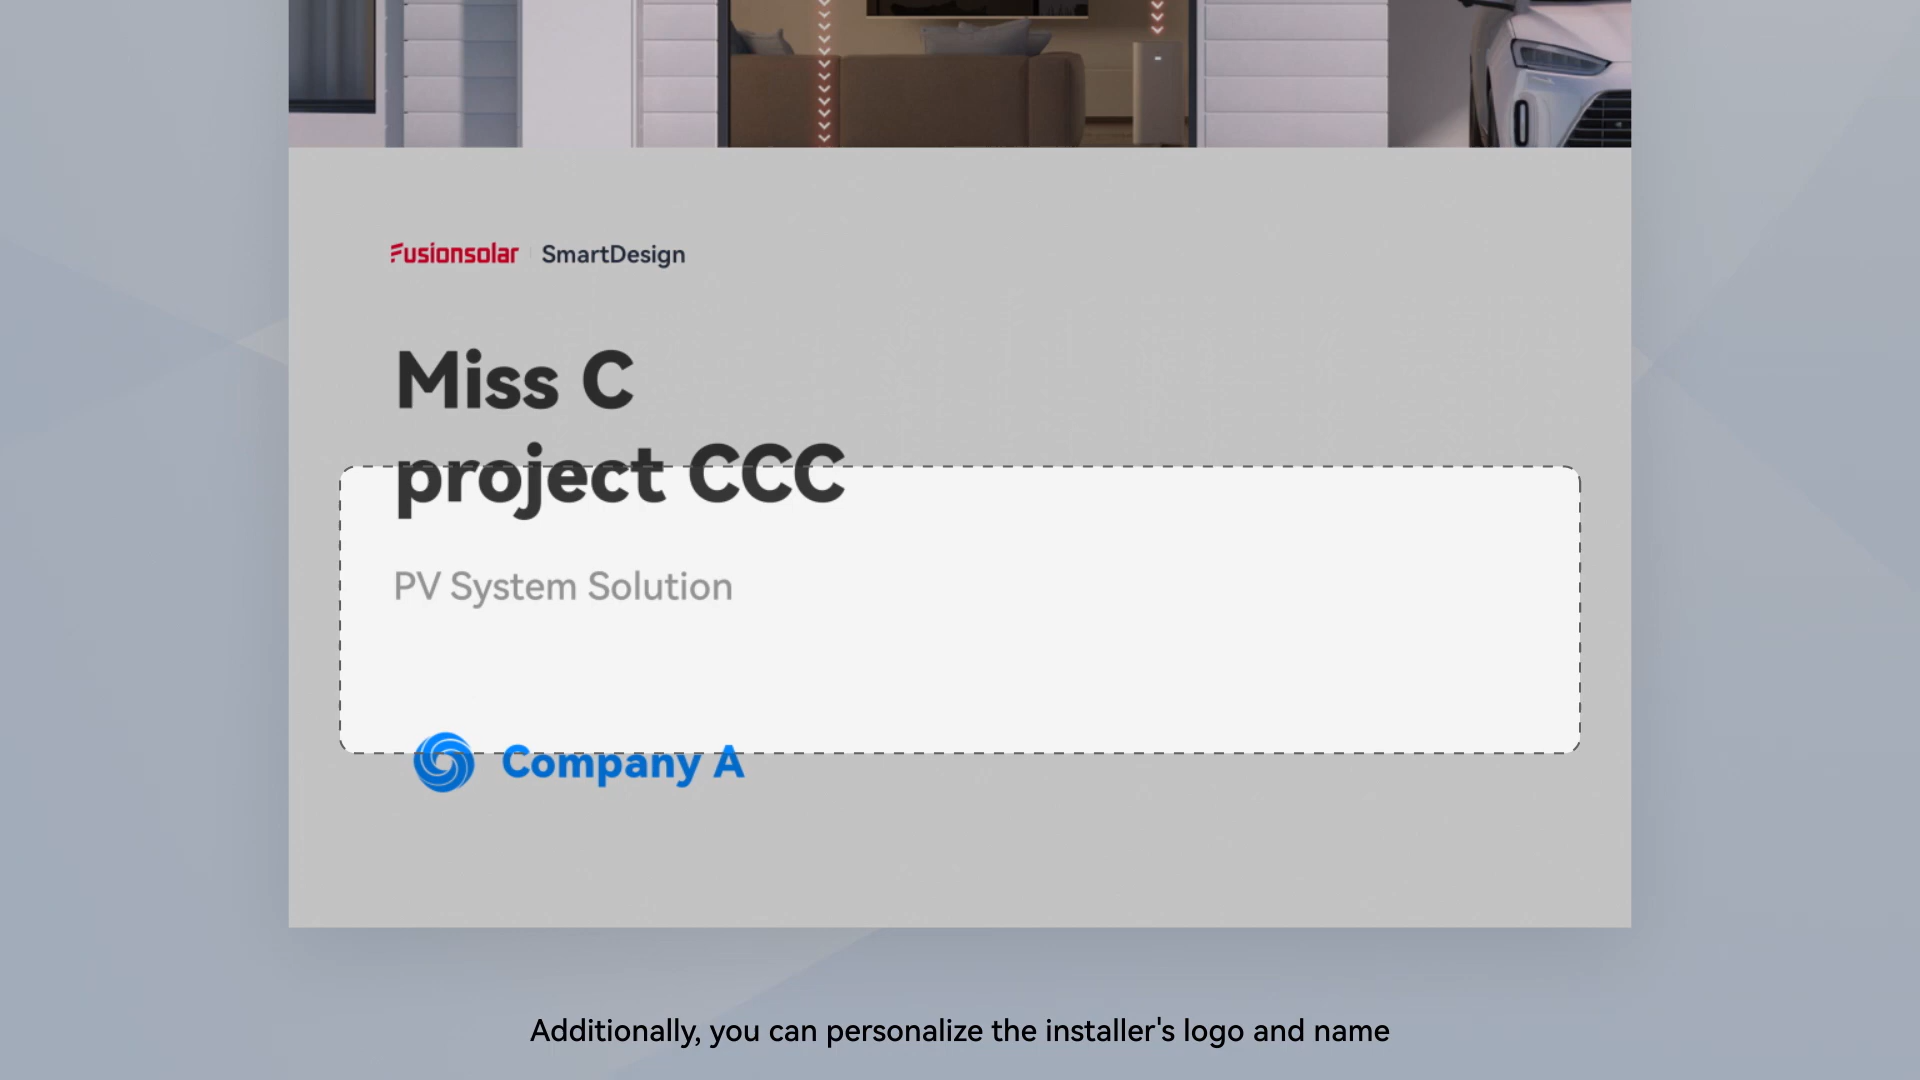 Fusionsolar SmartDesign
Miss C
project CCC
PV System Solution
Company A
Additionally, you can personalize the installer's logo and name